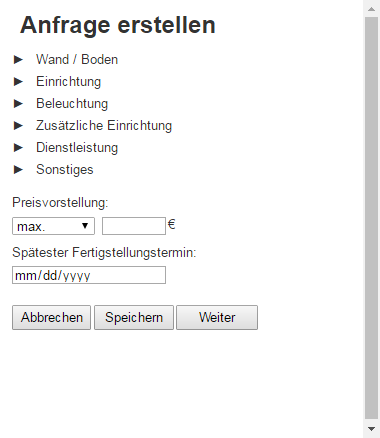 Anfrage erstellen
Wand / Boden
Einrichtung
Beleuchtung
Zusätzliche Einrichtung
Dienstleistung
Sonstiges
Preisvorstellung:
max. €
Spätester Fertigstellungstermin:
mm/dd/yyyy
Abbrechen Speichern Weiter